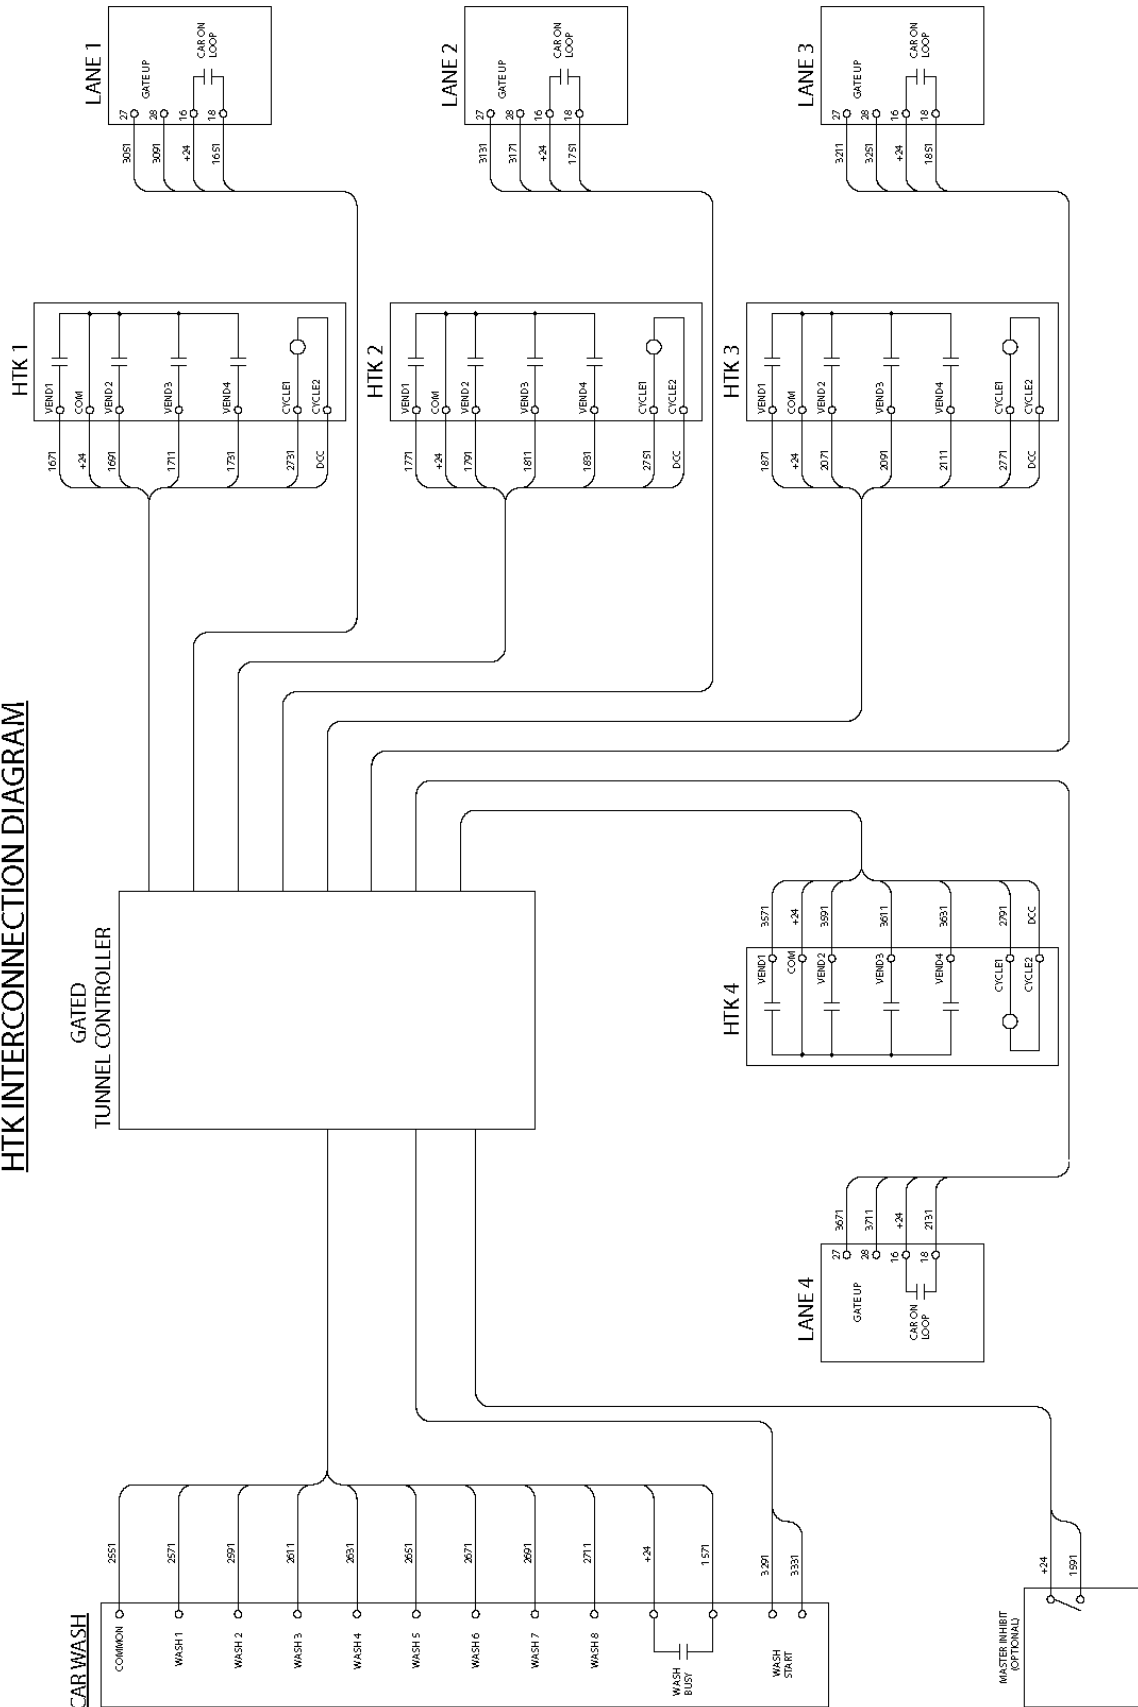 HTK INTERCONNECTION DIAGRAM
LANE 1
27
28
16
18
GATE UP
CAR ON
LOOP
3051
3091
+24
1651
LANE 2
27
28
16
18
GATE UP
CAR ON
LOOP
3131
3171
+24
1751
LANE 3
27
28
16
18
GATE UP
CAR ON
LOOP
3211
3251
+24
1851
HTK 1
VEND1
COM
VEND2
VEND3
VEND4
CYCLE1
CYCLE2
1671
+24
1691
1711
1731
2731
DCC
HTK 2
VEND1
COM
VEND2
VEND3
VEND4
CYCLE1
CYCLE2
1771
+24
1791
1811
1831
2751
DCC
HTK 3
VEND1
COM
VEND2
VEND3
VEND4
CYCLE1
CYCLE2
1871
+24
2071
2091
2111
2771
DCC
GATED
TUNNEL CONTROLLER
HTK 4
3571
+24
3591
3611
3631
2791
DCC
VEND1
COM
VEND2
VEND3
VEND4
CYCLE1
CYCLE2
LANE 4
3671
3711
+24
2131
27
28
16
18
GATE UP
CAR ON
LOOP
CAR WASH
2551
2571
2591
2611
2631
2651
2671
2691
2711
+24
1571
3291
3331
COMMON
WASH 1
WASH 2
WASH 3
WASH 4
WASH 5
WASH 6
WASH 7
WASH 8
WASH
BUSY
WASH
START
+24
1591
MASTER INHIBIT
(OPTIONAL)